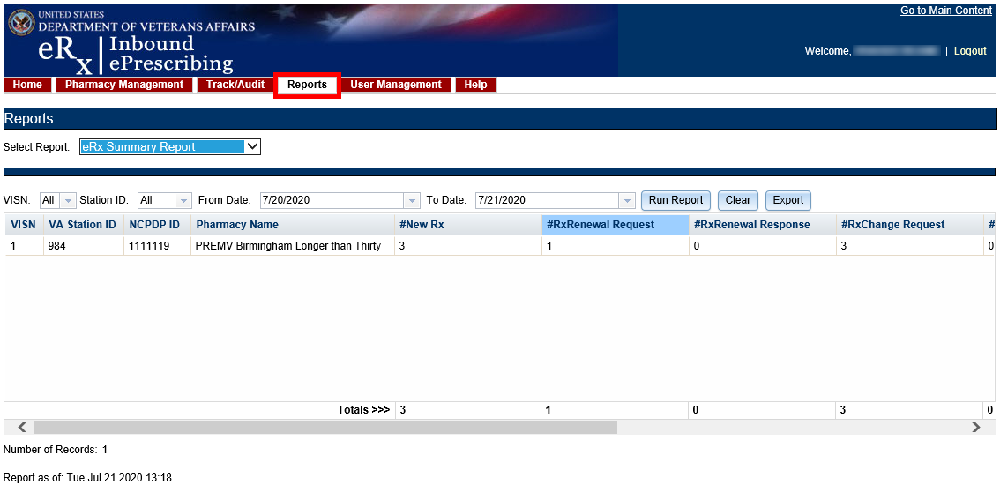 Go to Main Content
UNITED STATES
DEPARTMENT OF VETERANS AFFAIRS
eRx | Inbound ePrescribing
Welcome, | Logout
Home Pharmacy Management Track/Audit Reports User Management Help
Reports
Select Report: eRx Summary Report
VISN: All Station ID: All From Date: 7/20/2020 To Date: 7/21/2020 Run Report Clear Export
VISN VA Station ID NCPDP ID Pharmacy Name #New Rx #RxRenewal Request #RxRenewal Response #RxChange Request #
1 984 1111119 PREMV Birmingham Longer than Thirty 3 1 0 3 0
Totals >>> 3 1 0 3 0
Number of Records: 1
Report as of: Tue Jul 21 2020 13:18